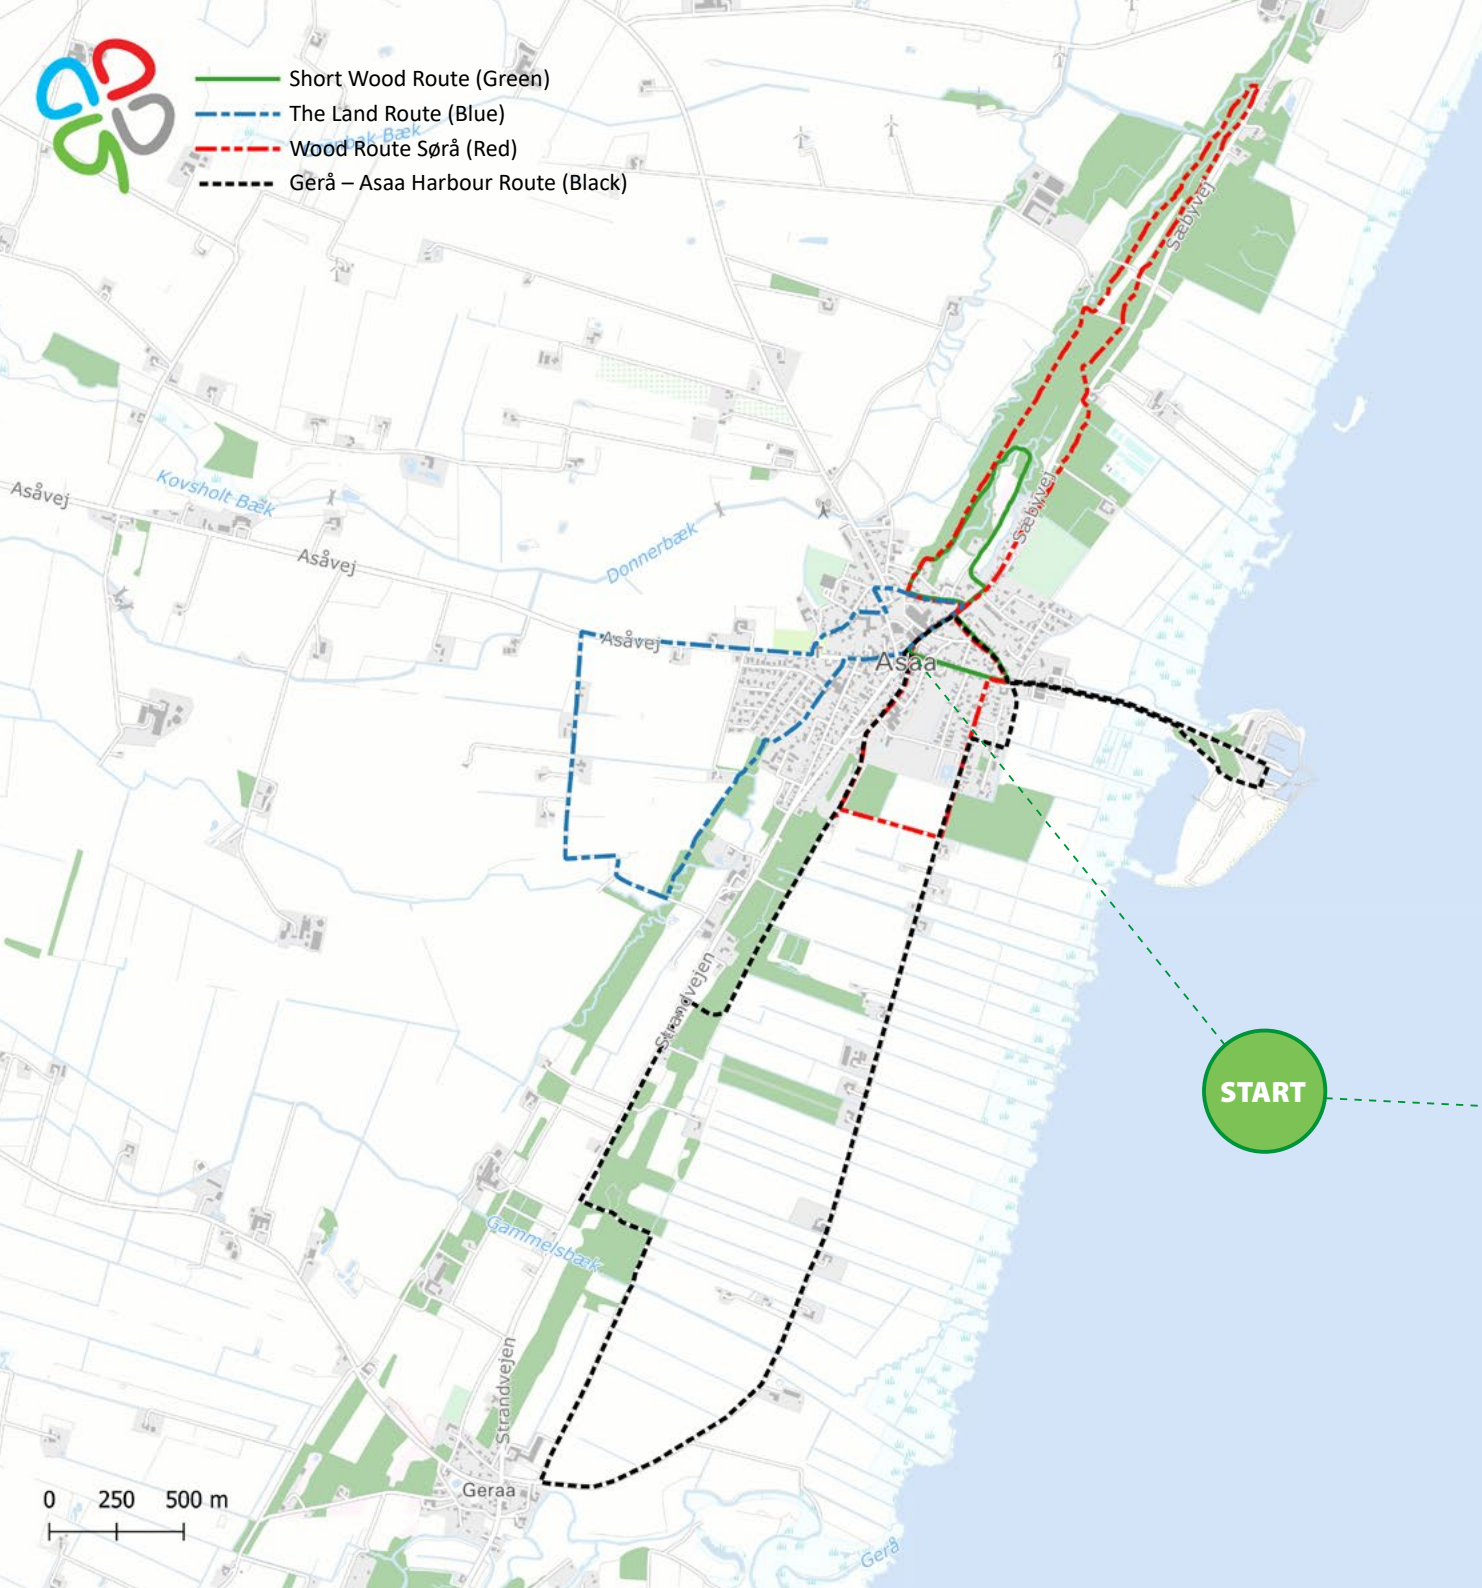 Short Wood Route (Green)
The Land Route (Blue)
Wood Route Sørå (Red)
Gerå – Asaa Harbour Route (Black)
Sæbyvej
Asåvej
Kovsholt Bæk
Asåvej
Donnerbæk
Sæbyvej
Asåvej
Asaa
Strandvejen
START
Gammelsbæk
Strandvejen
Geraa
0 250 500 m
Gerå